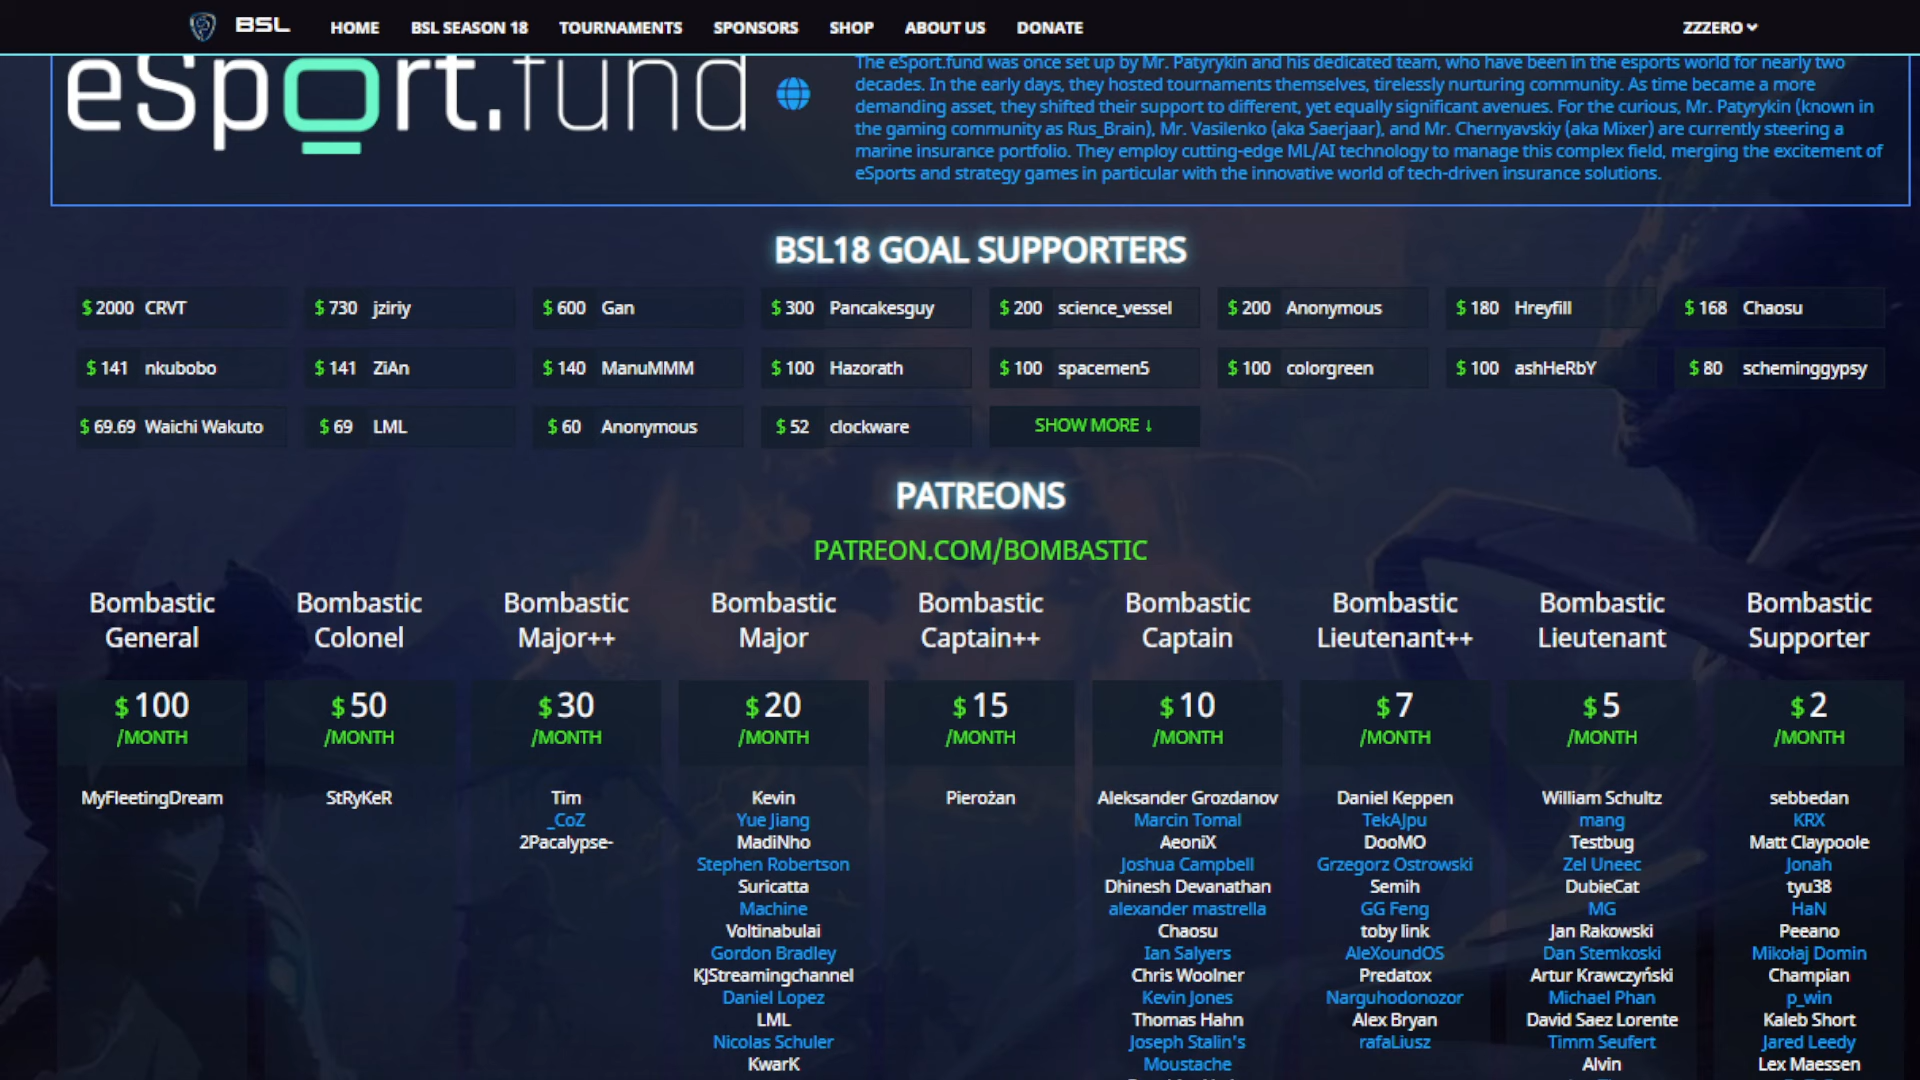 BSL HOME BSL SEASON 18 TOURNAMENTS SPONSORS SHOP ABOUT US DONATE ZZZERO
eSport.fund
The eSport.fund was once set up by Mr. Patyrykin and his dedicated team, who have been in the esports world for nearly two
decades. In the early days, they hosted tournaments themselves, tirelessly nurturing community. As time became a more
demanding asset, they shifted their support to different, yet equally significant avenues. For the curious, Mr. Patyrykin (known in
the gaming community as Rus_Brain), Mr. Vasilenko (aka Saerjaar), and Mr. Chernyavskiy (aka Mixer) are currently steering a
marine insurance portfolio. They employ cutting-edge ML/AI technology to manage this complex field, merging the excitement of
eSports and strategy games in particular with the innovative world of tech-driven insurance solutions.
BSL18 GOAL SUPPORTERS
$ 2000 CRVT $ 730 jziriy $ 600 Gan $ 300 Pancakesguy $ 200 science_vessel $ 200 Anonymous $ 180 Hreyfill $ 168 Chaosu
$ 141 nkubobo $ 141 ZiAn $ 140 ManuMMM $ 100 Hazorath $ 100 spacemen5 $ 100 colorgreen $ 100 ashHeRbY $ 80 scheminggypsy
$ 69.69 Waichi Wakuto $ 69 LML $ 60 Anonymous $ 52 clockware SHOW MORE ↓
PATREONS
PATREON.COM/BOMBASTIC
Bombastic
General
$ 100
/MONTH
MyFleetingDream
Bombastic
Colonel
$ 50
/MONTH
StRyKeR
Bombastic
Major++
$ 30
/MONTH
Tim
_CoZ
2Pacalypse-
Bombastic
Major
$ 20
/MONTH
Kevin
Yue Jiang
MadiNho
Stephen Robertson
Suricatta
Machine
Voltinabulai
Gordon Bradley
KJStreamingchannel
Daniel Lopez
LML
Nicolas Schuler
KwarK
Bombastic
Captain++
$ 15
/MONTH
Pierożan
Bombastic
Captain
$ 10
/MONTH
Aleksander Grozdanov
Marcin Tomal
AeoniX
Joshua Campbell
Dhinesh Devanathan
alexander mastrella
Chaosu
Ian Salyers
Chris Woolner
Kevin Jones
Thomas Hahn
Joseph Stalin's
Moustache
Bombastic
Lieutenant++
$ 7
/MONTH
Daniel Keppen
TekAJpu
DooMO
Grzegorz Ostrowski
Semih
GG Feng
toby link
AleXoundOS
Predatox
Narguhodonozor
Alex Bryan
rafaLiusz
Bombastic
Lieutenant
$ 5
/MONTH
William Schultz
mang
Testbug
Zel Uneec
DubieCat
MG
Jan Rakowski
Dan Stemkoski
Artur Krawczyński
Michael Phan
David Saez Lorente
Timm Seufert
Alvin
Bombastic
Supporter
$ 2
/MONTH
sebbedan
KRX
Matt Claypoole
Jonah
tyu38
HaN
Peeano
Mikołaj Domin
Champian
p_win
Kaleb Short
Jared Leedy
Lex Maessen